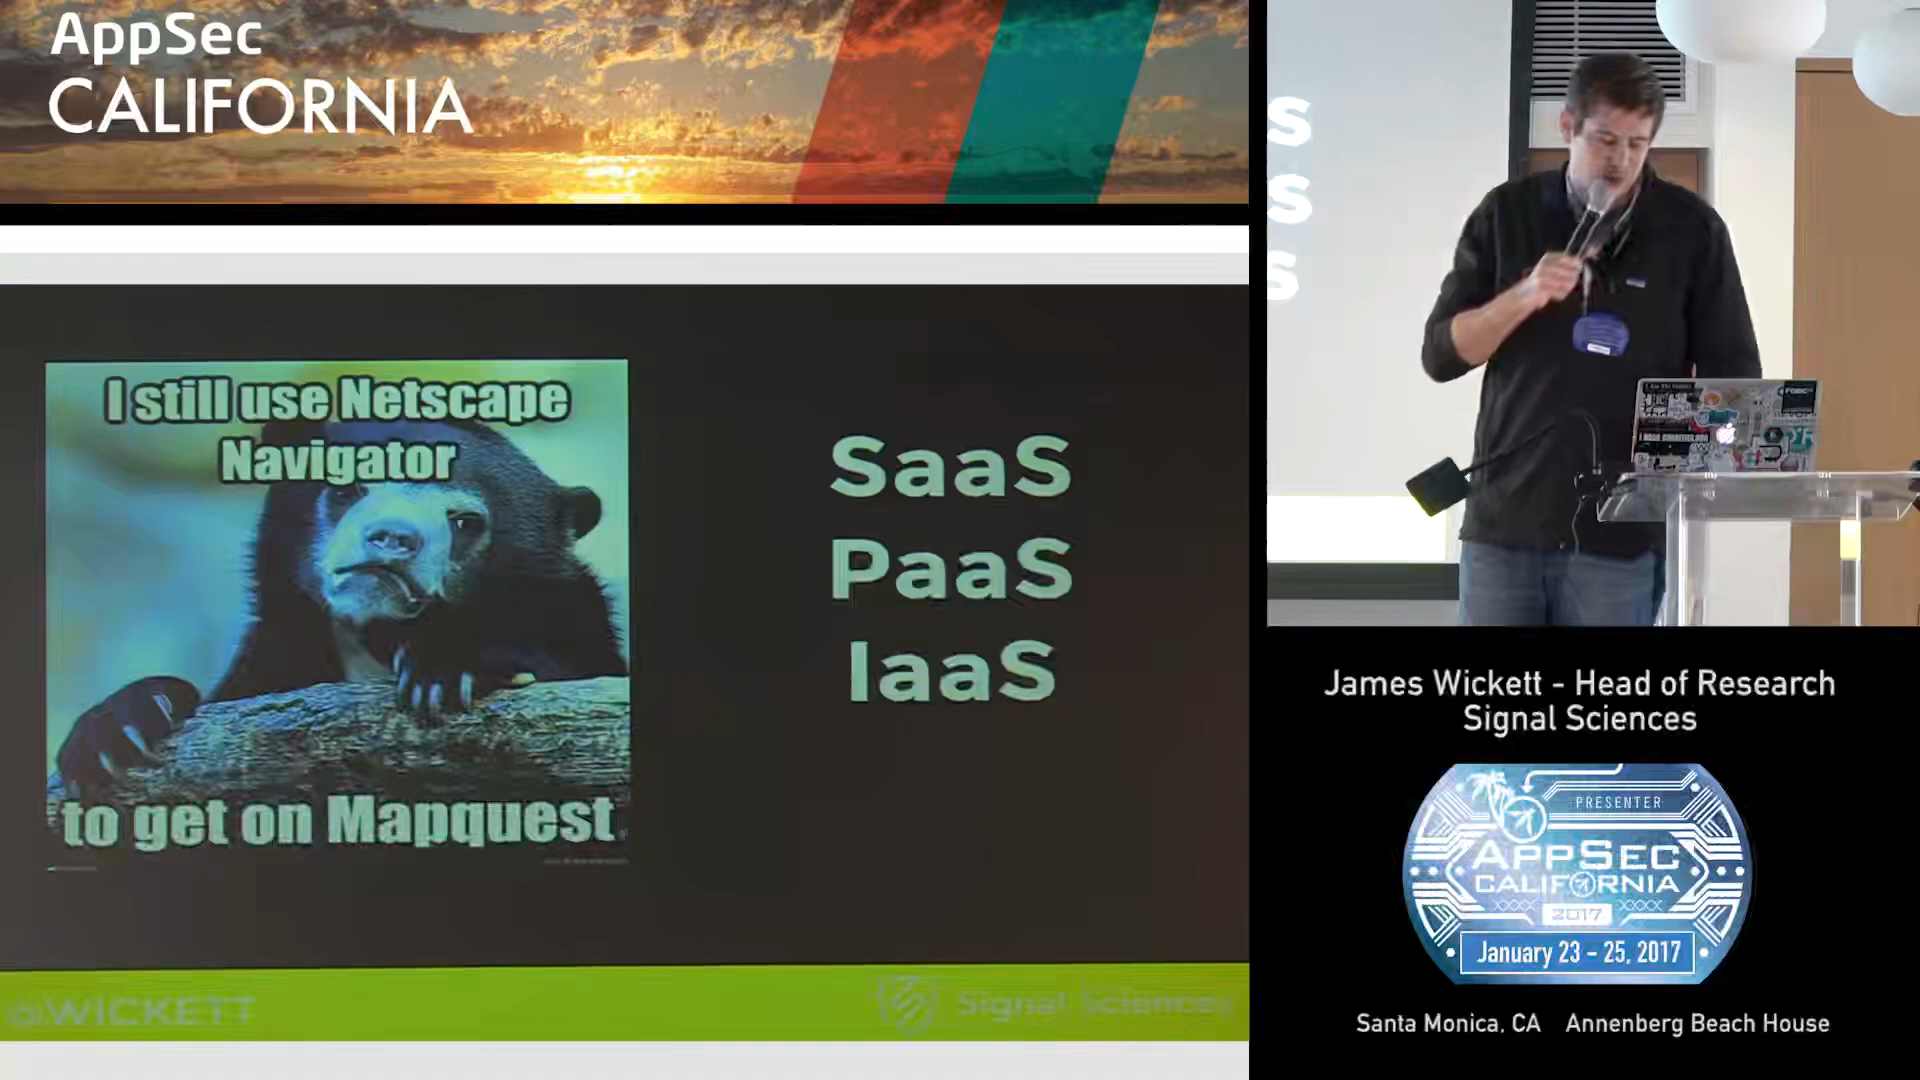 AppSec
CALIFORNIA
I still use Netscape
Navigator
to get on Mapquest
SaaS
PaaS
IaaS
@WICKETT
Signal Sciences
S
S
S
James Wickett - Head of Research
Signal Sciences
PRESENTER
APPSEC
CALIFORNIA
2017
January 23 - 25, 2017
Santa Monica, CA Annenberg Beach House